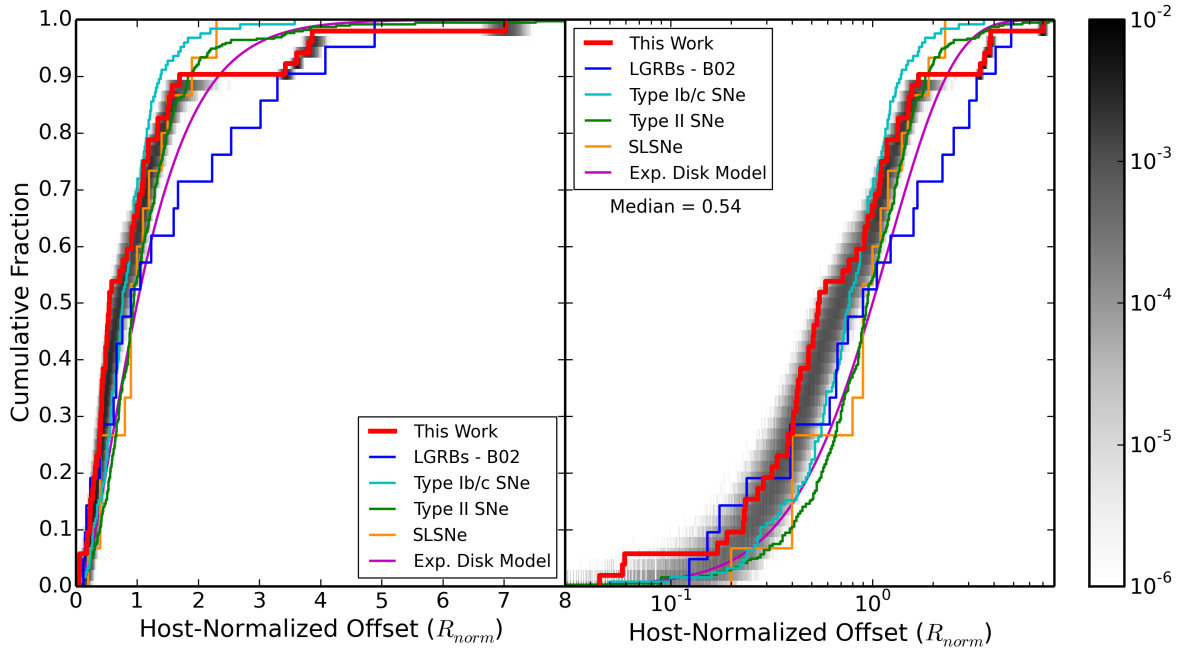 1.0
0.9
0.8
0.7
0.6
0.5
0.4
0.3
0.2
0.1
0.0
Cumulative Fraction
This Work
LGRBs - B02
Type Ib/c SNe
Type II SNe
SLSNe
Exp. Disk Model
0 1 2 3 4 5 6 7 8
Host-Normalized Offset (R_norm)
This Work
LGRBs - B02
Type Ib/c SNe
Type II SNe
SLSNe
Exp. Disk Model
Median = 0.54
10^-1 10^0
Host-Normalized Offset (R_norm)
10^-2
10^-3
10^-4
10^-5
10^-6